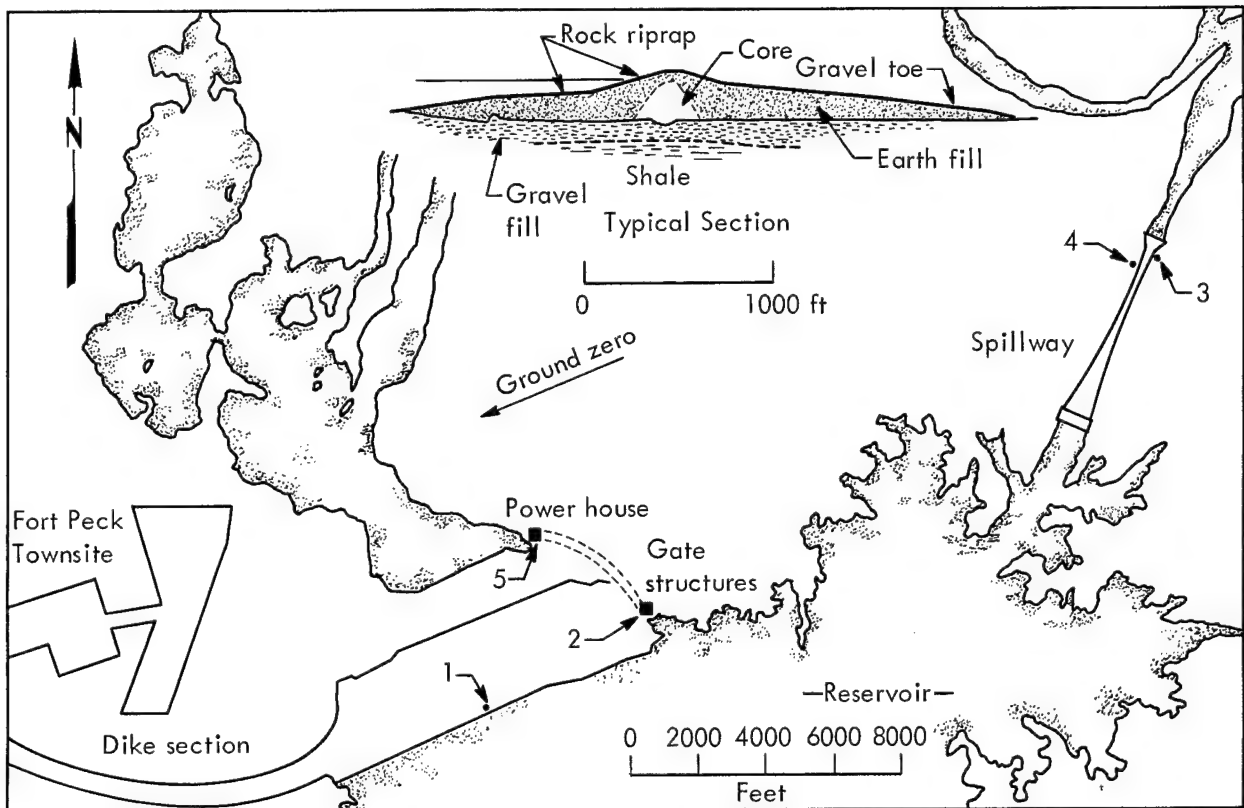 Rock riprap
Core
Gravel toe
N
Gravel
fill
Shale
Earth fill
Typical Section
0
1000 ft
4
3
Spillway
Ground zero
Fort Peck
Townsite
Power house
5
Gate
structures
2
1
Dike section
—Reservoir—
0 2000 4000 6000 8000
Feet